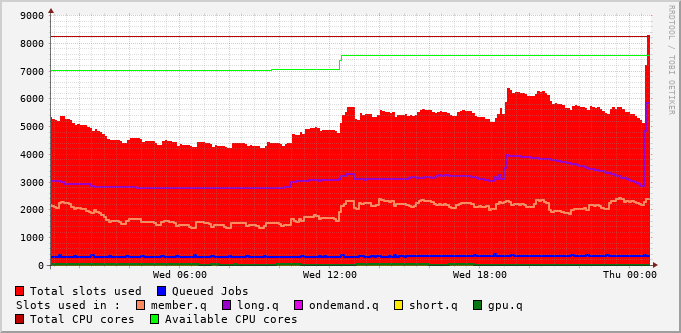 RRDTOOL / TOBI OETIKER
9000
8000
7000
6000
5000
4000
3000
2000
1000
0
Wed 06:00 Wed 12:00 Wed 18:00 Thu 00:00
Total slots used Queued Jobs
Slots used in : member.q long.q ondemand.q short.q gpu.q
Total CPU cores Available CPU cores